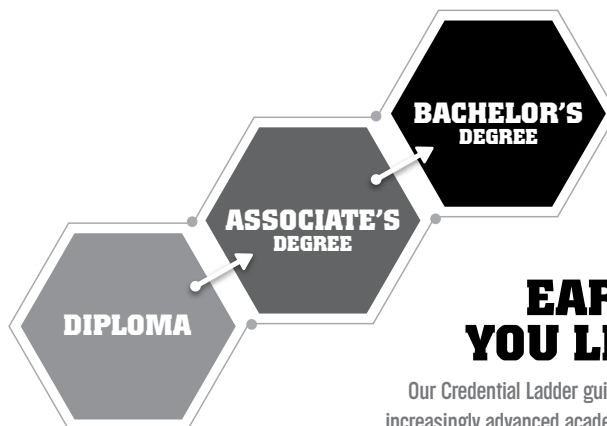 BACHELOR'S
DEGREE
ASSOCIATE'S
DEGREE
DIPLOMA
YOU
Our Credential Ladder
increasingly advanced